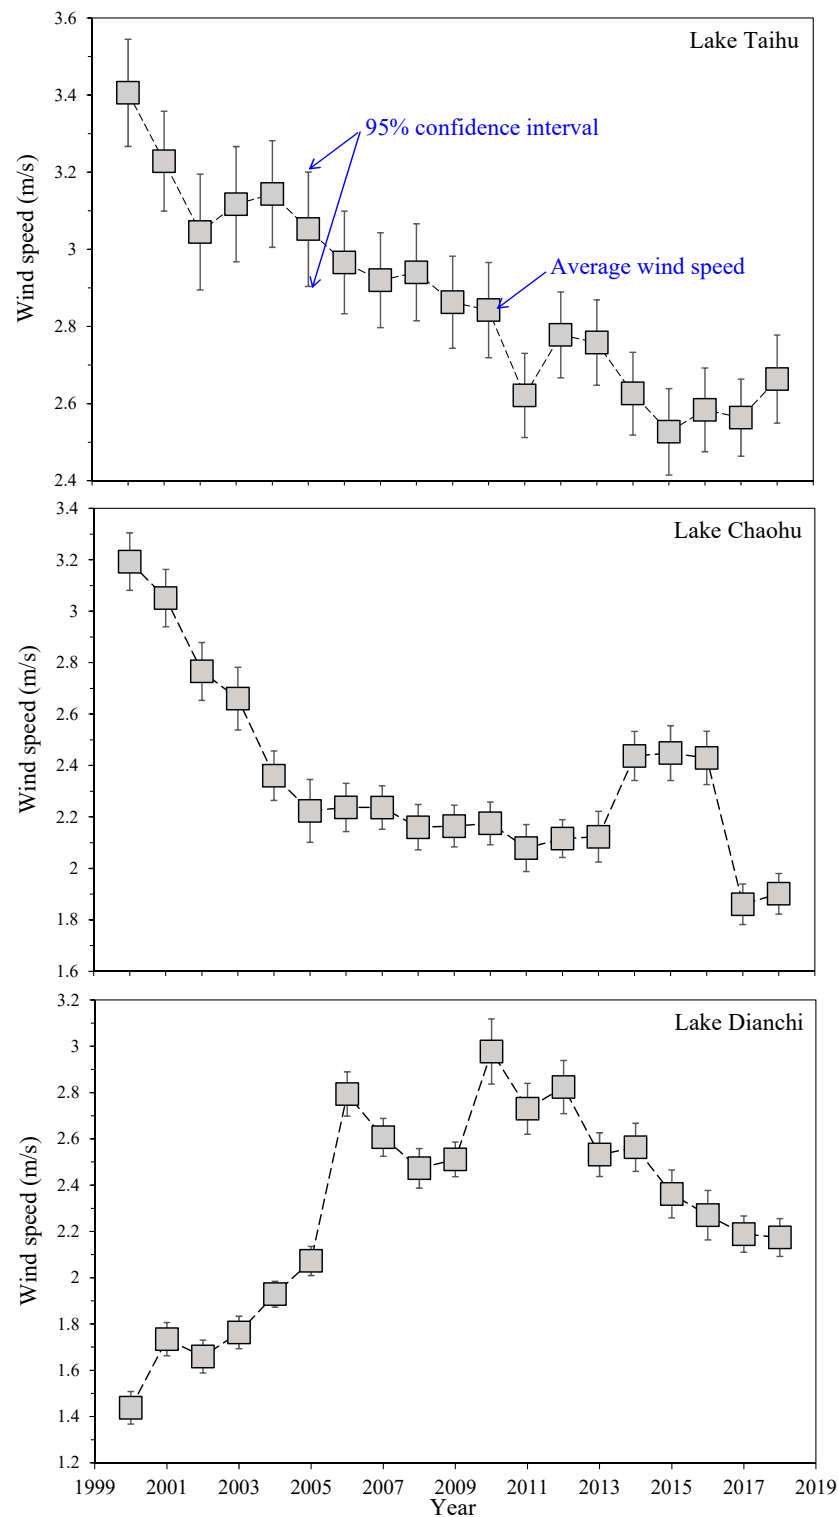 Lake Taihu
95% confidence interval
Average wind speed
Wind speed (m/s)
3.6
3.4
3.2
3
2.8
2.6
2.4
Lake Chaohu
Wind speed (m/s)
3.4
3.2
3
2.8
2.6
2.4
2.2
2
1.8
1.6
Lake Dianchi
Wind speed (m/s)
3.2
3
2.8
2.6
2.4
2.2
2
1.8
1.6
1.4
1.2
1999 2001 2003 2005 2007 2009 2011 2013 2015 2017 2019
Year